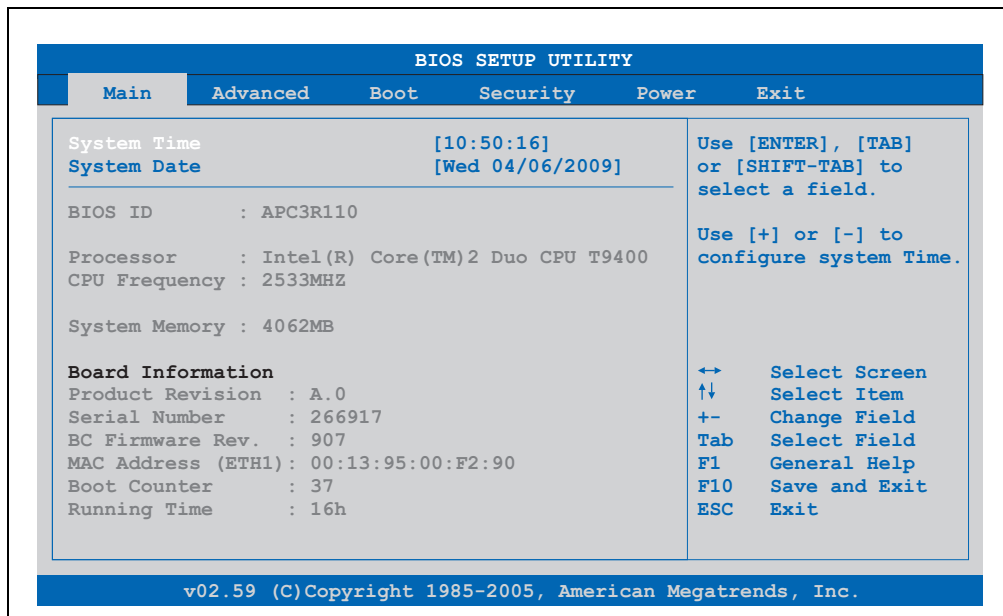 BIOS SETUP UTILITY
Main Advanced Boot Security Power Exit
System Time [10:50:16]
System Date [Wed 04/06/2009]
BIOS ID : APC3R110
Processor : Intel(R) Core(TM)2 Duo CPU T9400
CPU Frequency : 2533MHZ
System Memory : 4062MB
Board Information
Product Revision : A.0
Serial Number : 266917
BC Firmware Rev. : 907
MAC Address (ETH1): 00:13:95:00:F2:90
Boot Counter : 37
Running Time : 16h
Use [ENTER], [TAB]
or [SHIFT-TAB] to
select a field.
Use [+] or [-] to
configure system Time.
↔ Select Screen
↑↓ Select Item
+- Change Field
Tab Select Field
F1 General Help
F10 Save and Exit
ESC Exit
v02.59 (C)Copyright 1985-2005, American Megatrends, Inc.